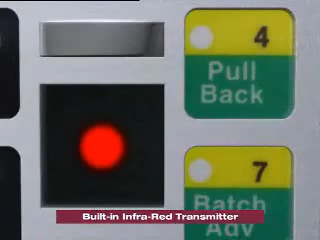 4
Pull
Back
7
Batch
Adv
Built-in Infra-Red Transmitter